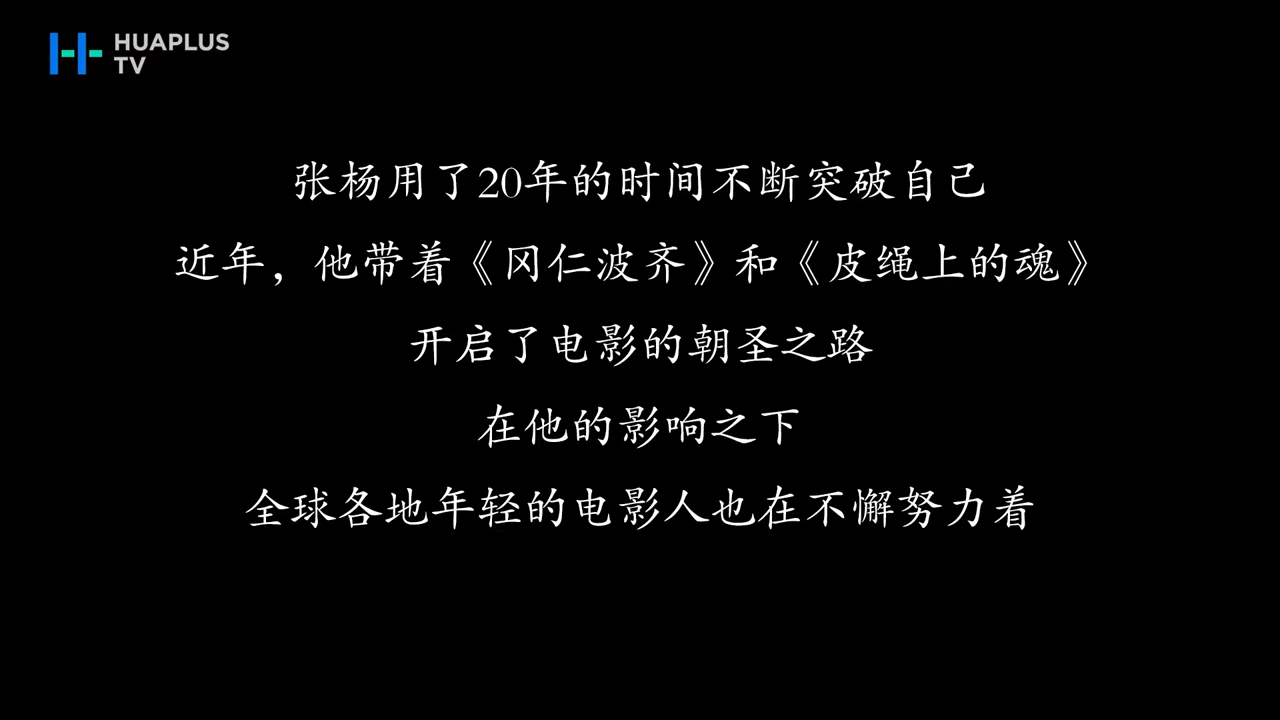 HUAPLUS
TV
张杨用了20年的时间不断突破自己
近年，他带着《冈仁波齐》和《皮绳上的魂》
开启了电影的朝圣之路
在他的影响之下
全球各地年轻的电影人也在不懈努力着